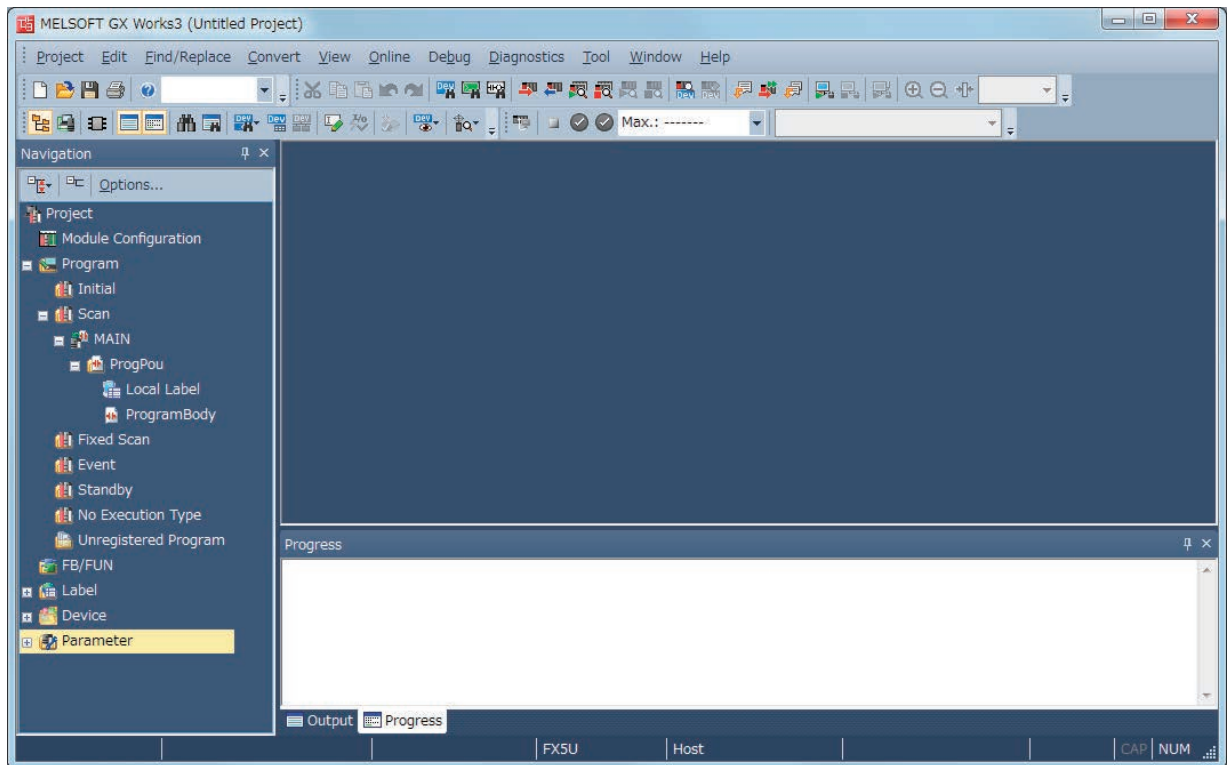 MELSOFT GX Works3 (Untitled Project)
Project Edit Find/Replace Convert View Online Debug Diagnostics Tool Window Help
Max.: -------
Navigation
Options...
Project
Module Configuration
Program
Initial
Scan
MAIN
ProgPou
Local Label
ProgramBody
Fixed Scan
Event
Standby
No Execution Type
Unregistered Program
FB/FUN
Label
Device
Parameter
Progress
Output Progress
FX5U Host CAP NUM